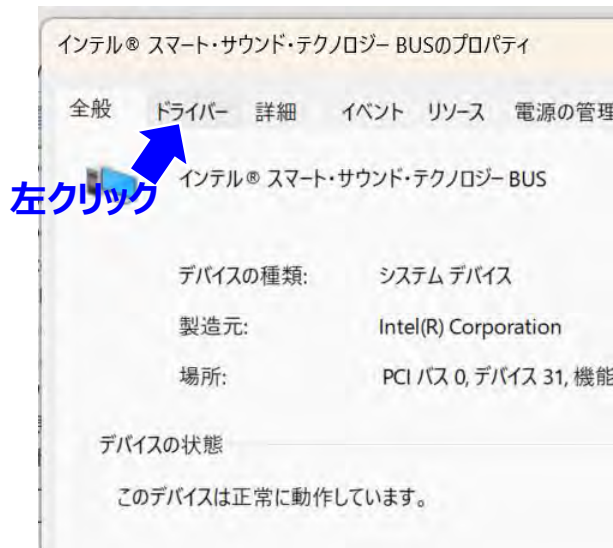 インテル® スマート・サウンド・テクノロジー BUSのプロパティ
全般 ドライバー 詳細 イベント リソース 電源の管理
インテル® スマート・サウンド・テクノロジー BUS
左クリック
デバイスの種類: システム デバイス
製造元: Intel(R) Corporation
場所: PCI バス 0, デバイス 31, 機能
デバイスの状態
このデバイスは正常に動作しています。